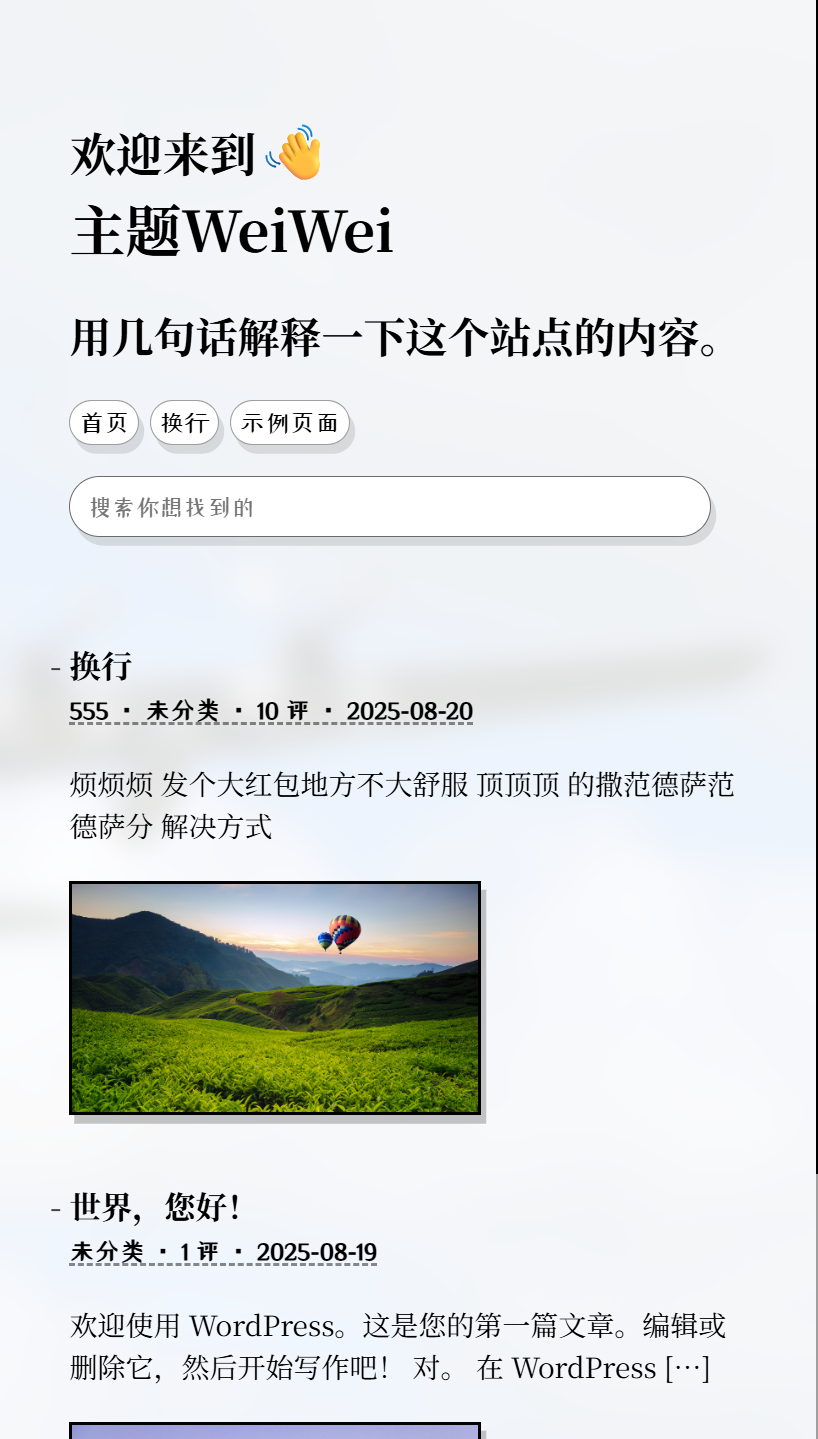 欢迎来到 👋
主题WeiWei
用几句话解释一下这个站点的内容。
首页 换行 示例页面
搜索你想找到的
- 换行
555 · 未分类 · 10 评 · 2025-08-20
烦烦烦 发个大红包地方不大舒服 顶顶顶 的撒范德萨范
德萨分 解决方式
- 世界，您好！
未分类 · 1 评 · 2025-08-19
欢迎使用 WordPress。这是您的第一篇文章。编辑或
删除它，然后开始写作吧！ 对。 在 WordPress […]